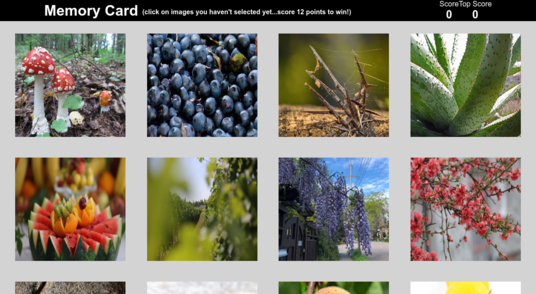 Memory Card (click on images you haven't selected yet...score 12 points to win!)
Score Top Score
0 0